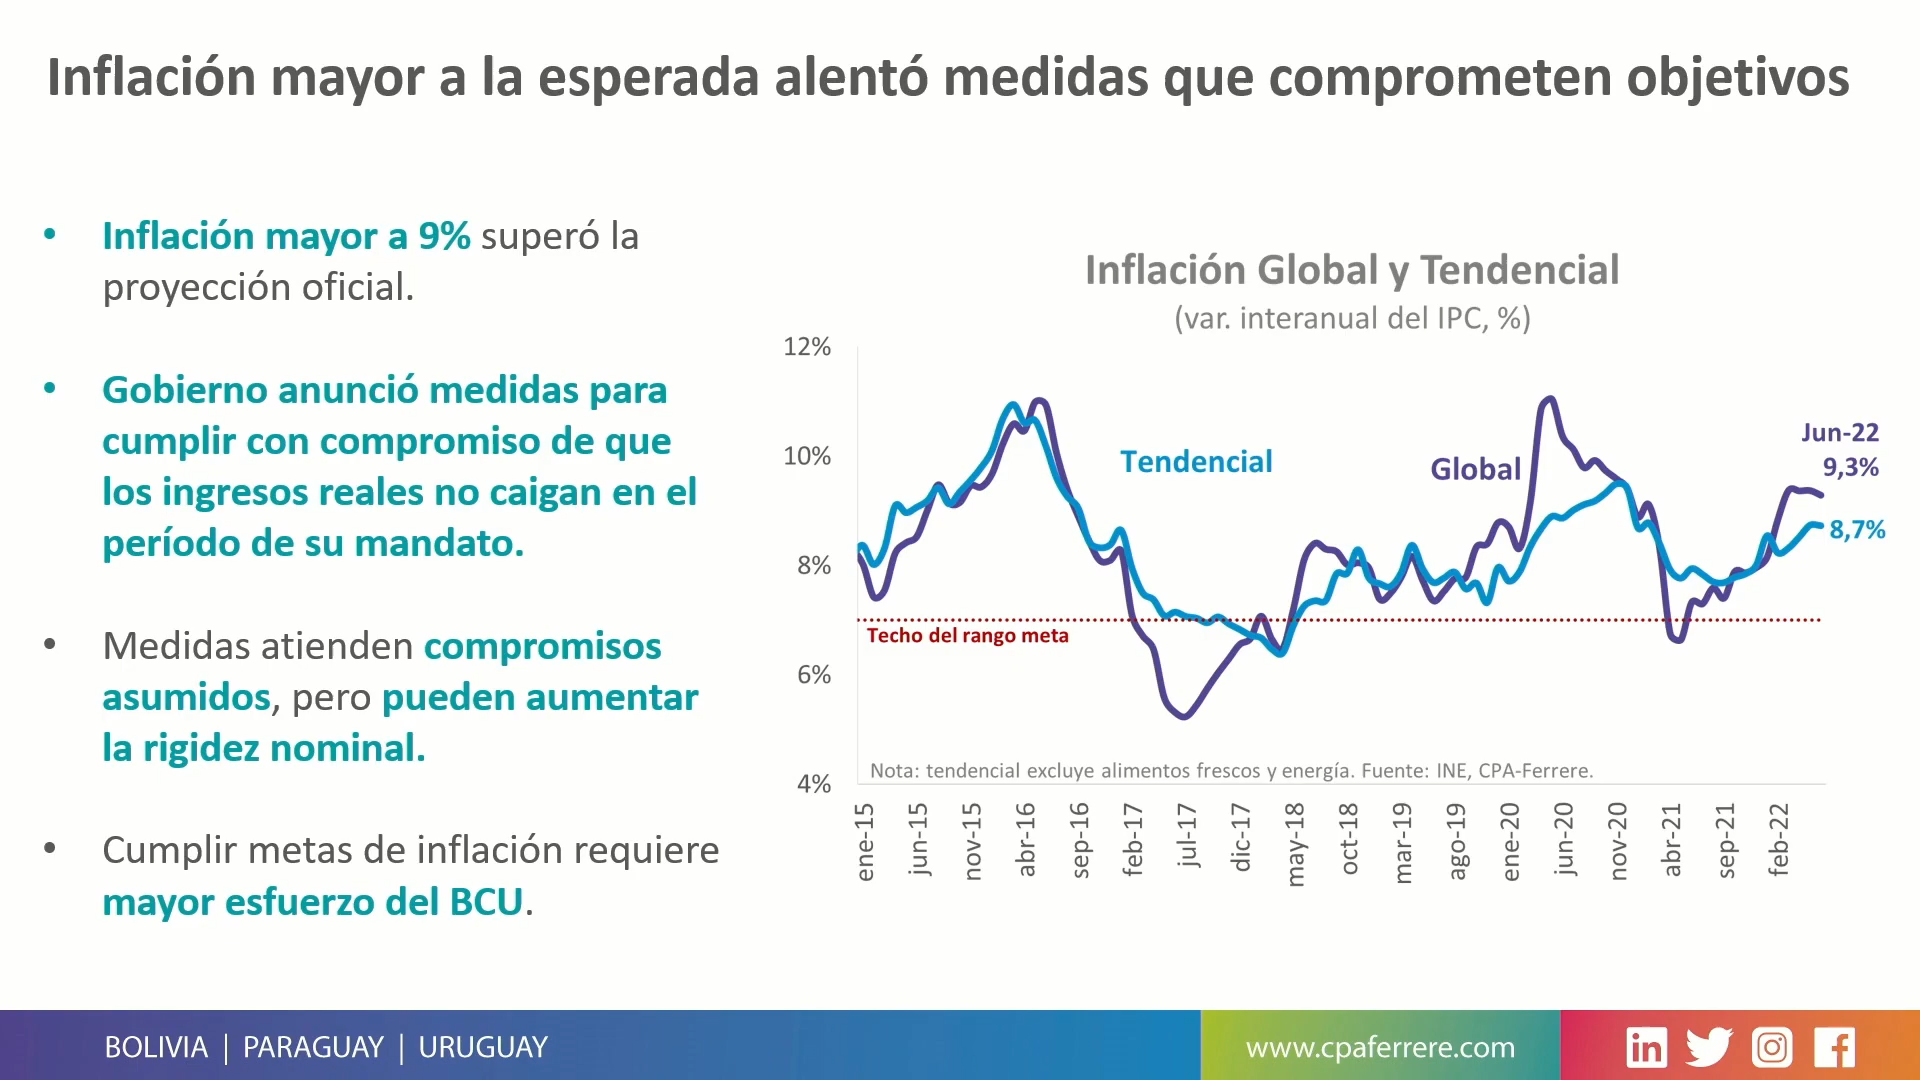 Inflación mayor a la esperada alentó medidas que comprometen objetivos
• Inflación mayor a 9% superó la
proyección oficial.
• Gobierno anunció medidas para
cumplir con compromiso de que
los ingresos reales no caigan en el
período de su mandato.
• Medidas atienden compromisos
asumidos, pero pueden aumentar
la rigidez nominal.
• Cumplir metas de inflación requiere
mayor esfuerzo del BCU.
Inflación Global y Tendencial
(var. interanual del IPC, %)
12%
10%
8%
6%
4%
Tendencial
Global
Jun-22
9,3%
8,7%
Techo del rango meta
Nota: tendencial excluye alimentos frescos y energía. Fuente: INE, CPA-Ferrere.
ene-15
jun-15
nov-15
abr-16
sep-16
feb-17
jul-17
dic-17
may-18
oct-18
mar-19
ago-19
ene-20
jun-20
nov-20
abr-21
sep-21
feb-22
BOLIVIA | PARAGUAY | URUGUAY
www.cpaferrere.com